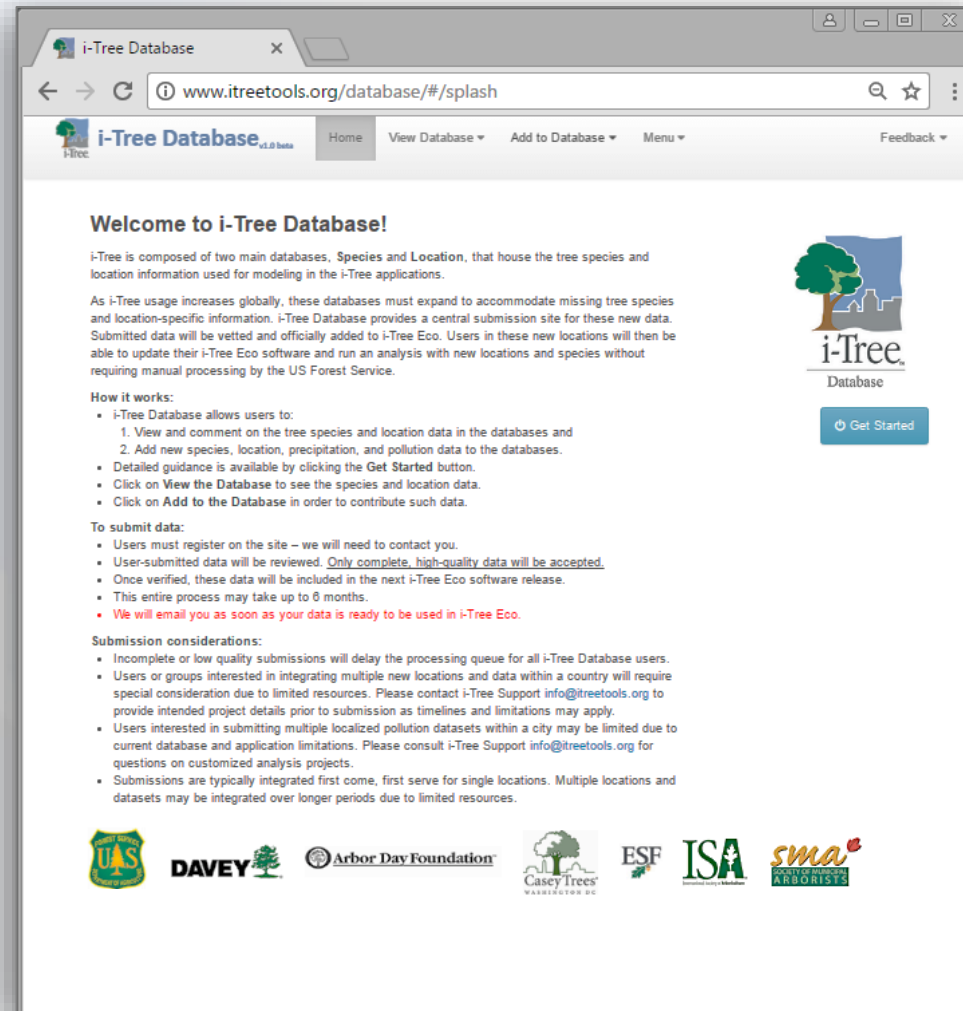 i-Tree Database
www.itreetools.org/database/#/splash
i-Tree
i-Tree Database v1.0 beta
Home
View Database
Add to Database
Menu
Feedback
Welcome to i-Tree Database!
i-Tree is composed of two main databases, Species and Location, that house the tree species and
location information used for modeling in the i-Tree applications.
As i-Tree usage increases globally, these databases must expand to accommodate missing tree species
and location-specific information. i-Tree Database provides a central submission site for these new data.
Submitted data will be vetted and officially added to i-Tree Eco. Users in these new locations will then be
able to update their i-Tree Eco software and run an analysis with new locations and species without
requiring manual processing by the US Forest Service.
How it works:
i-Tree Database allows users to:
1. View and comment on the tree species and location data in the databases and
2. Add new species, location, precipitation, and pollution data to the databases.
Detailed guidance is available by clicking the Get Started button.
Click on View the Database to see the species and location data.
Click on Add to the Database in order to contribute such data.
To submit data:
Users must register on the site – we will need to contact you.
User-submitted data will be reviewed. Only complete, high-quality data will be accepted.
Once verified, these data will be included in the next i-Tree Eco software release.
This entire process may take up to 6 months.
We will email you as soon as your data is ready to be used in i-Tree Eco.
Submission considerations:
Incomplete or low quality submissions will delay the processing queue for all i-Tree Database users.
Users or groups interested in integrating multiple new locations and data within a country will require
special consideration due to limited resources. Please contact i-Tree Support info@itreetools.org to
provide intended project details prior to submission as timelines and limitations may apply.
Users interested in submitting multiple localized pollution datasets within a city may be limited due to
current database and application limitations. Please consult i-Tree Support info@itreetools.org for
questions on customized analysis projects.
Submissions are typically integrated first come, first serve for single locations. Multiple locations and
datasets may be integrated over longer periods due to limited resources.
i-Tree™
Database
Get Started
FOREST SERVICE
UAS
DEPARTMENT OF AGRICULTURE
DAVEY
Arbor Day Foundation
Casey Trees
WASHINGTON DC
ESF
ISA
International Society of Arboriculture
sma
SOCIETY OF MUNICIPAL
ARBORISTS